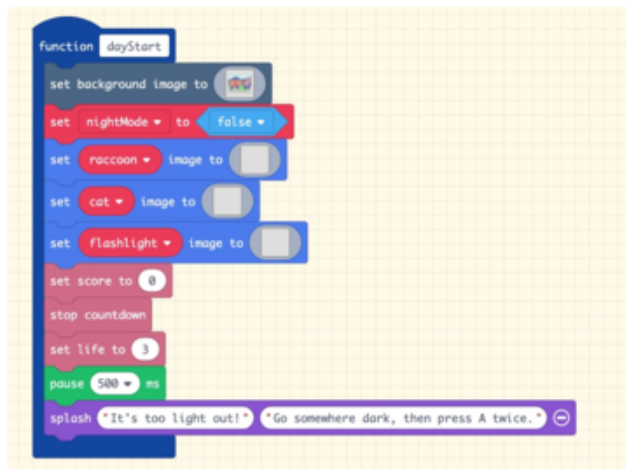 function dayStart
set background image to
set nightMode to false
set raccoon image to
set cat image to
set flashlight image to
set score to 0
stop countdown
set life to 3
pause 500 ms
splash "It's too light out!" "Go somewhere dark, then press A twice."